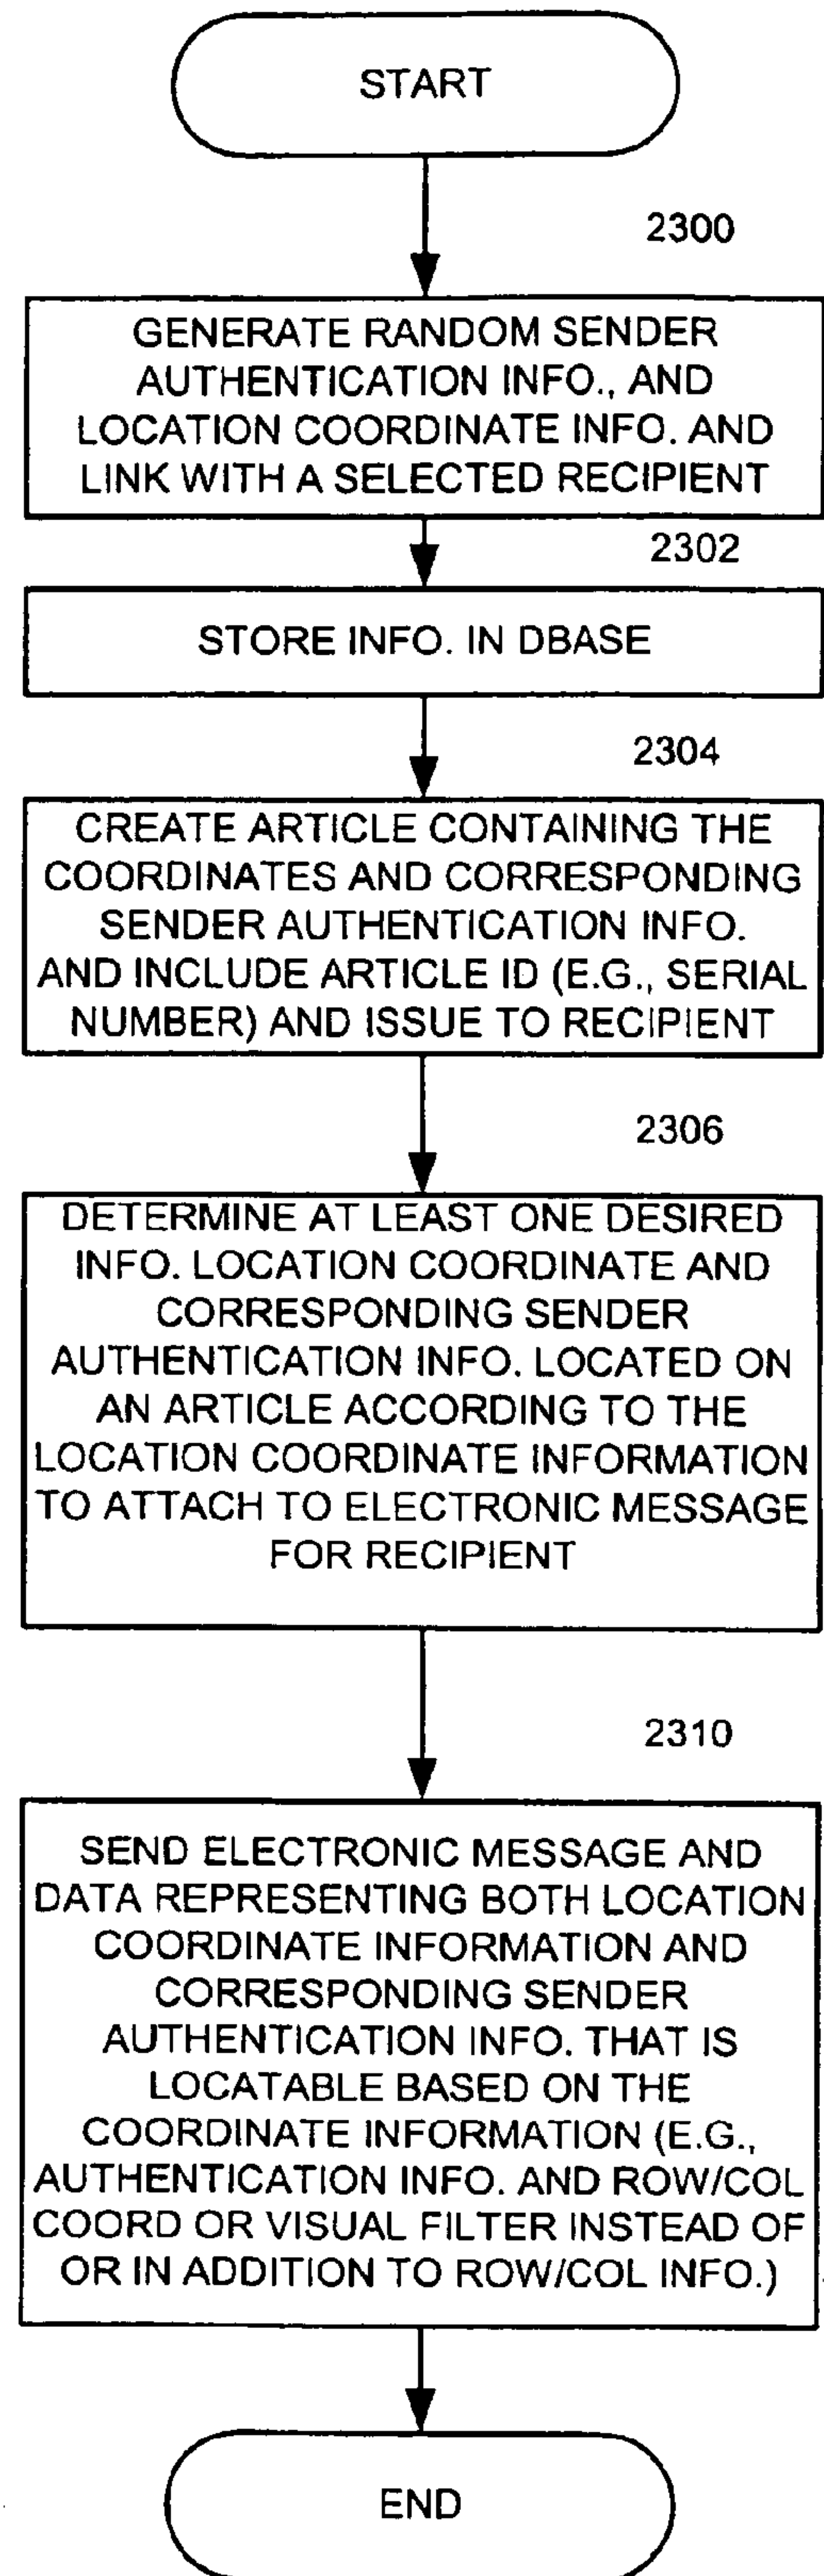 START
2300
GENERATE RANDOM SENDER
AUTHENTICATION INFO., AND
LOCATION COORDINATE INFO. AND
LINK WITH A SELECTED RECIPIENT
2302
STORE INFO. IN DBASE
2304
CREATE ARTICLE CONTAINING THE
COORDINATES AND CORRESPONDING
SENDER AUTHENTICATION INFO.
AND INCLUDE ARTICLE ID (E.G., SERIAL
NUMBER) AND ISSUE TO RECIPIENT
2306
DETERMINE AT LEAST ONE DESIRED
INFO. LOCATION COORDINATE AND
CORRESPONDING SENDER
AUTHENTICATION INFO. LOCATED ON
AN ARTICLE ACCORDING TO THE
LOCATION COORDINATE INFORMATION
TO ATTACH TO ELECTRONIC MESSAGE
FOR RECIPIENT
2310
SEND ELECTRONIC MESSAGE AND
DATA REPRESENTING BOTH LOCATION
COORDINATE INFORMATION AND
CORRESPONDING SENDER
AUTHENTICATION INFO. THAT IS
LOCATABLE BASED ON THE
COORDINATE INFORMATION (E.G.,
AUTHENTICATION INFO. AND ROW/COL
COORD OR VISUAL FILTER INSTEAD OF
OR IN ADDITION TO ROW/COL INFO.)
END